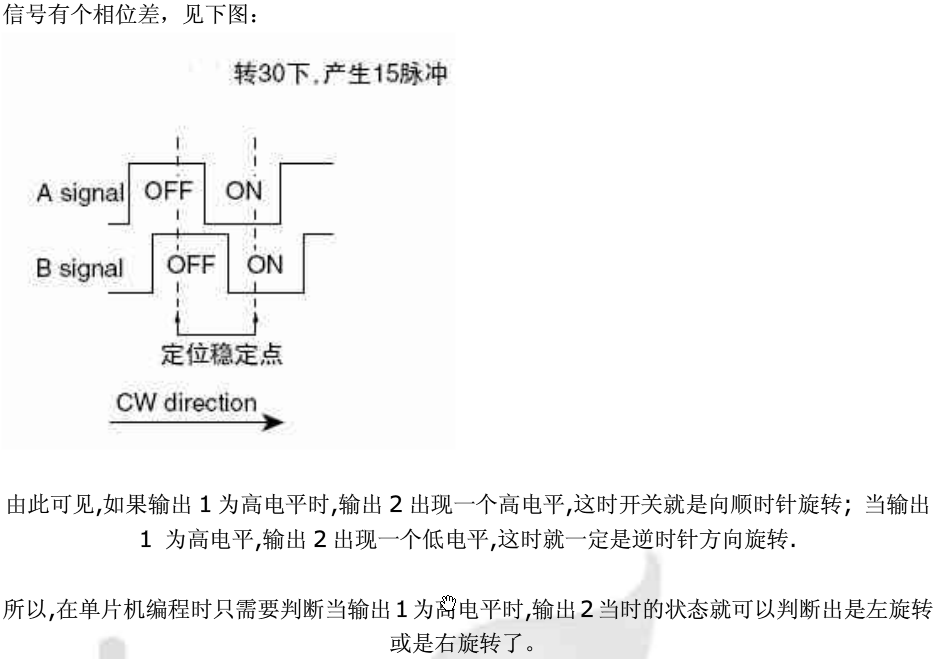 信号有个相位差，见下图：
转30下,产生15脉冲
A signal OFF ON
B signal OFF ON
定位稳定点
CW direction
由此可见,如果输出 1 为高电平时,输出 2 出现一个高电平,这时开关就是向顺时针旋转；当输出
1 为高电平,输出 2 出现一个低电平,这时就一定是逆时针方向旋转.
所以,在单片机编程时只需要判断当输出 1 为高电平时,输出 2 当时的状态就可以判断出是左旋转
或是右旋转了。